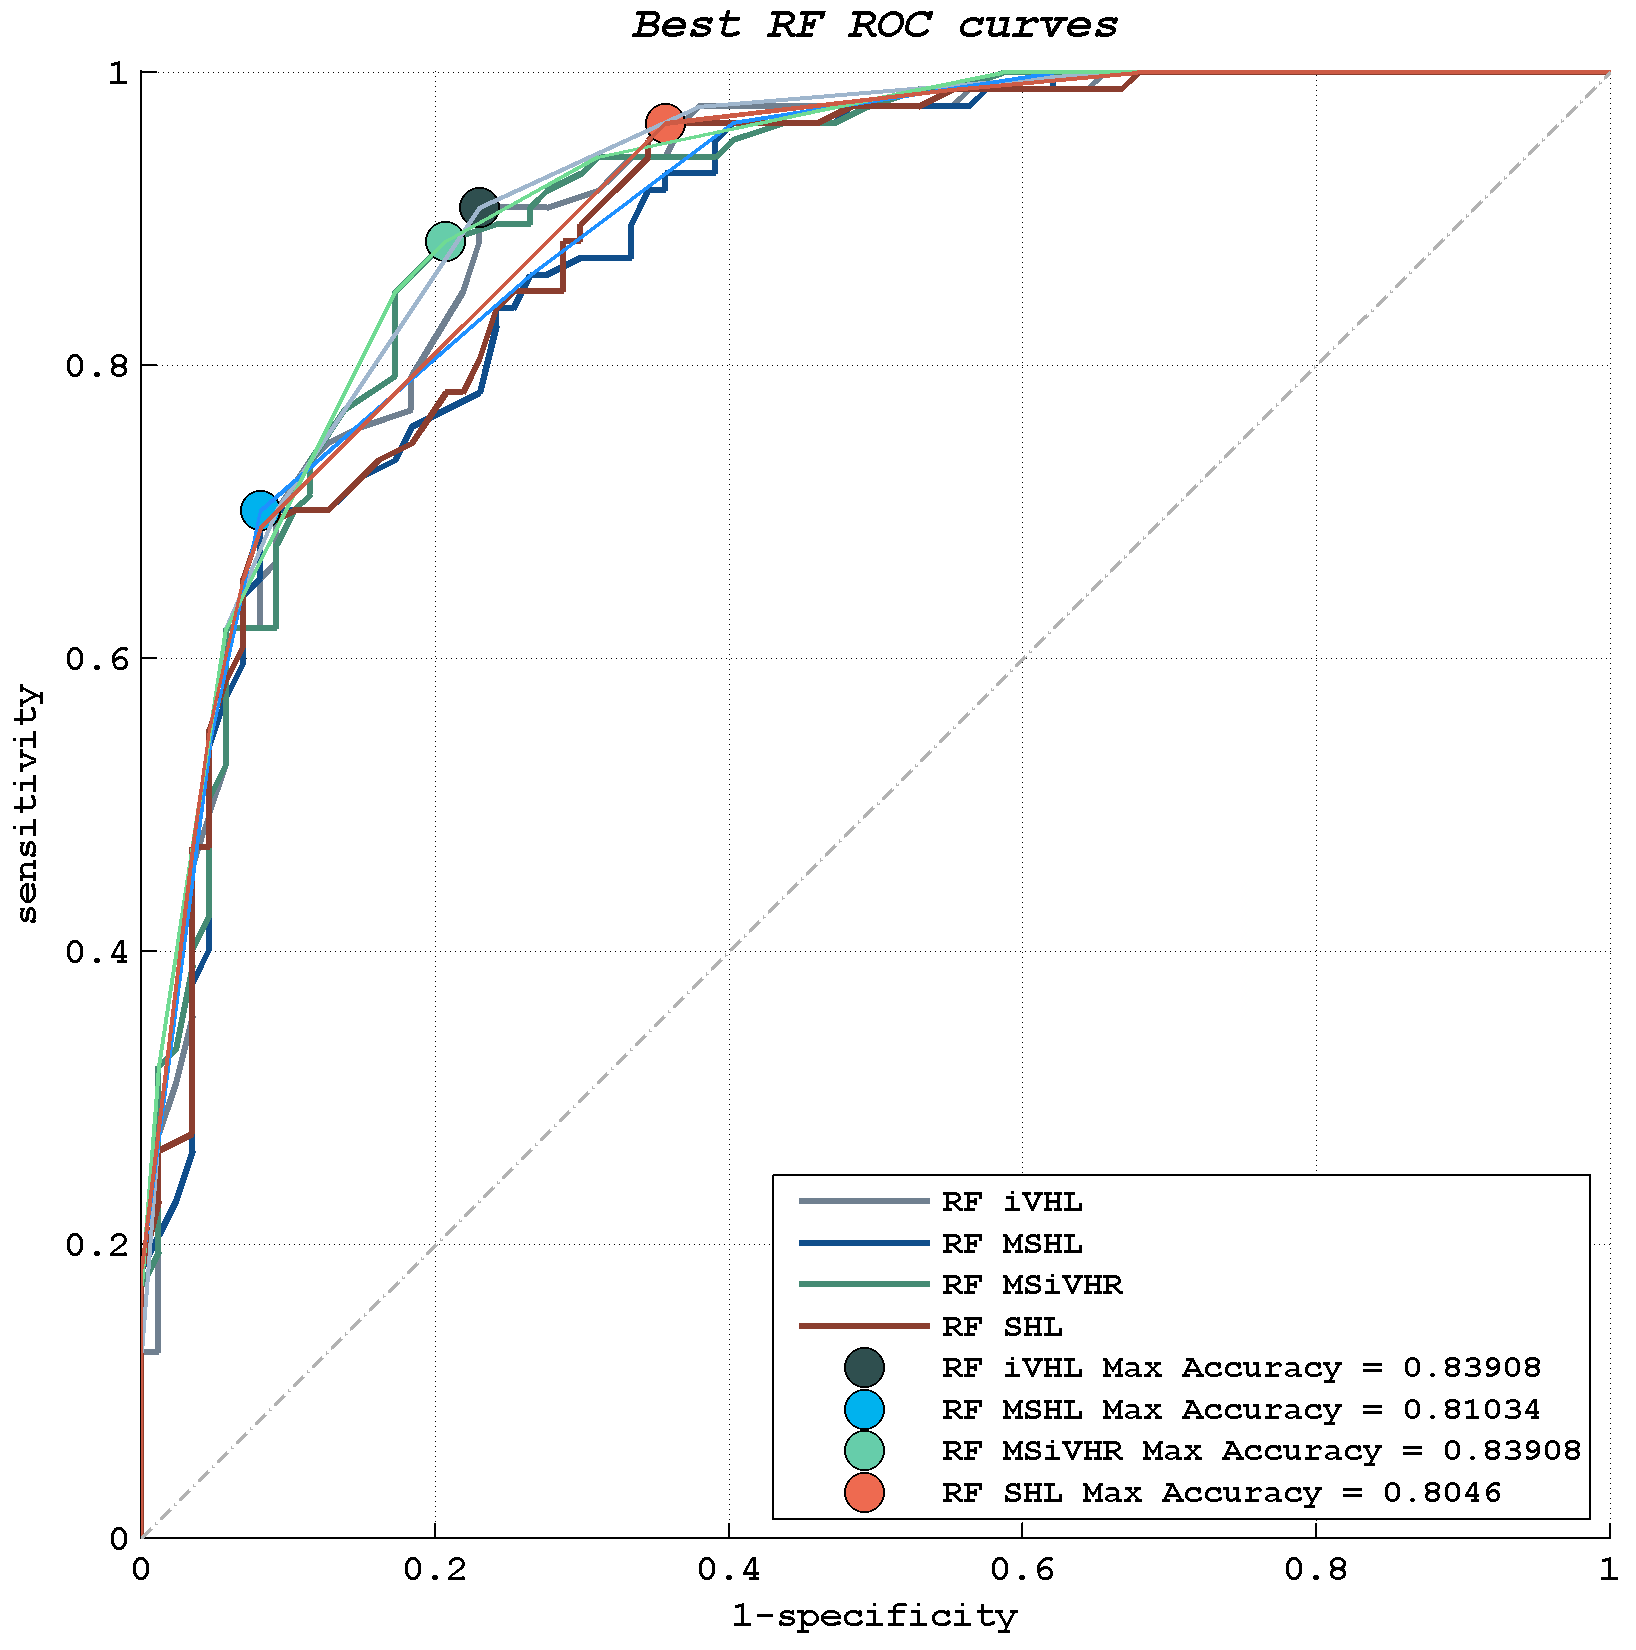 Best RF ROC curves
1
0.8
0.6
0.4
0.2
0
sensitivity
RF iVHL
RF MSHL
RF MSiVHR
RF SHL
RF iVHL Max Accuracy = 0.83908
RF MSHL Max Accuracy = 0.81034
RF MSiVHR Max Accuracy = 0.83908
RF SHL Max Accuracy = 0.8046
0 0.2 0.4 0.6 0.8 1
1-specificity